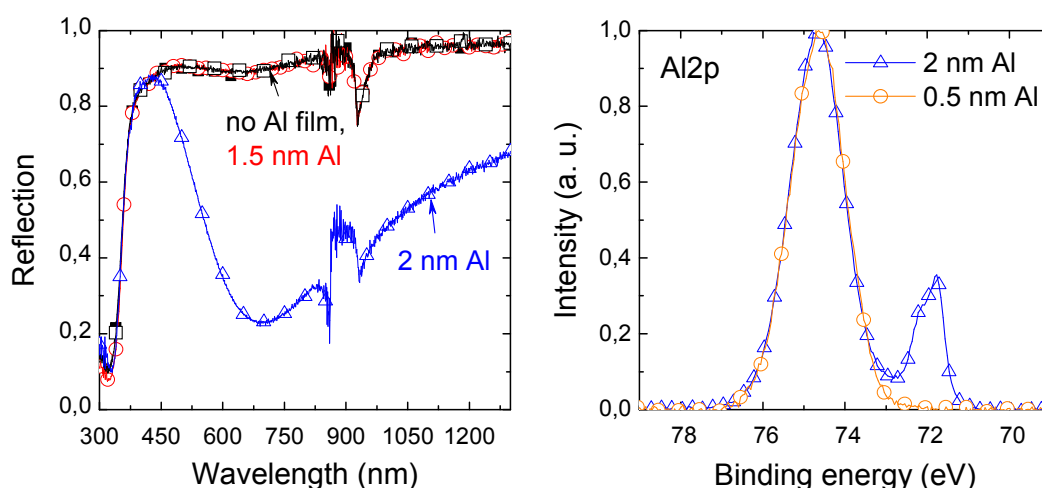 1,0
0,8
0,6
0,4
0,2
0,0
Reflection
no Al film,
1.5 nm Al
2 nm Al
300 450 600 750 900 1050 1200
Wavelength (nm)
1,0
0,8
0,6
0,4
0,2
0,0
Intensity (a. u.)
Al2p
2 nm Al
0.5 nm Al
78 76 74 72 70
Binding energy (eV)